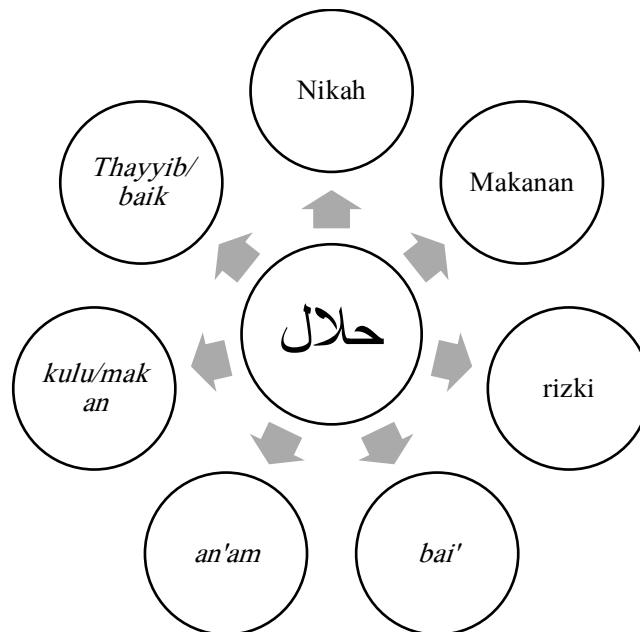 Nikah
Makanan
rizki
bai'
an'am
kulu/mak
an
Thayyib/
baik
حلال